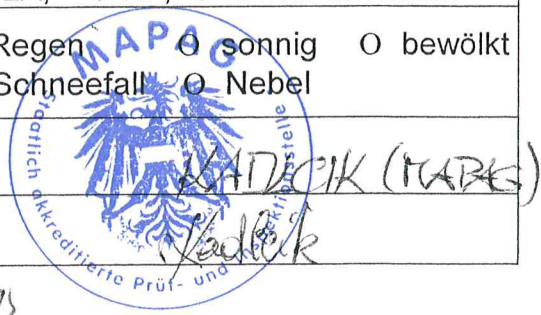 Regen O sonnig O bewölkt
Schneefall O Nebel
MAPAG
Staatlich akkreditierte Prüf- und Inspektionsstelle
KADLCIK (MAPAG)
Kadlcik